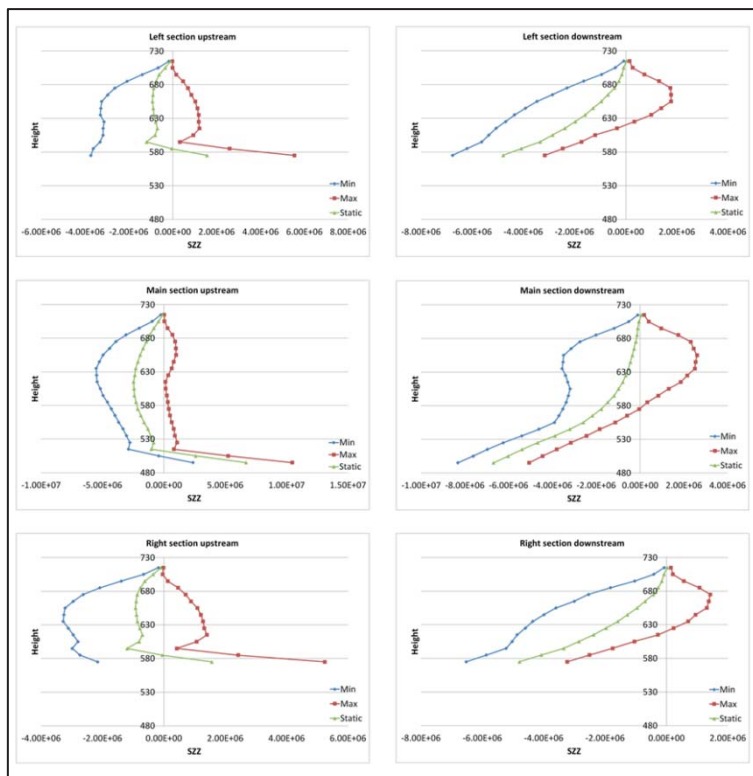 Left section upstream
730
680
630
580
530
480
Height
Min
Max
Static
-6.00E+06 -4.00E+06 -2.00E+06 0.00E+00 2.00E+06 4.00E+06 6.00E+06 8.00E+06
SZZ
Left section downstream
730
680
630
580
530
480
Height
Min
Max
Static
-8.00E+06 -6.00E+06 -4.00E+06 -2.00E+06 0.00E+00 2.00E+06 4.00E+06
SZZ
Main section upstream
730
680
630
580
530
480
Height
Min
Max
Static
-1.00E+07 -5.00E+06 0.00E+00 5.00E+06 1.00E+07 1.50E+07
SZZ
Main section downstream
730
680
630
580
530
480
Height
Min
Max
Static
-1.00E+07 -8.00E+06 -6.00E+06 -4.00E+06 -2.00E+06 0.00E+00 2.00E+06 4.00E+06
SZZ
Right section upstream
730
680
630
580
530
480
Height
Min
Max
Static
-4.00E+06 -2.00E+06 0.00E+00 2.00E+06 4.00E+06 6.00E+06
SZZ
Right section downstream
730
680
630
580
530
480
Height
Min
Max
Static
-8.00E+06 -6.00E+06 -4.00E+06 -2.00E+06 0.00E+00 2.00E+06
SZZ